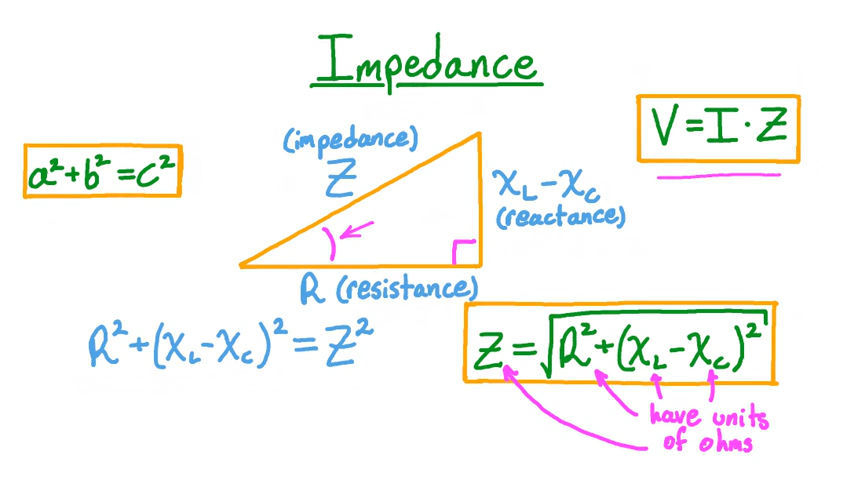 Impedance
V = I · Z
a² + b² = c²
(impedance)
Z
X_L - X_C
(reactance)
R (resistance)
R² + (X_L - X_C)² = Z²
Z = √(R² + (X_L - X_C)²)
have units
of ohms